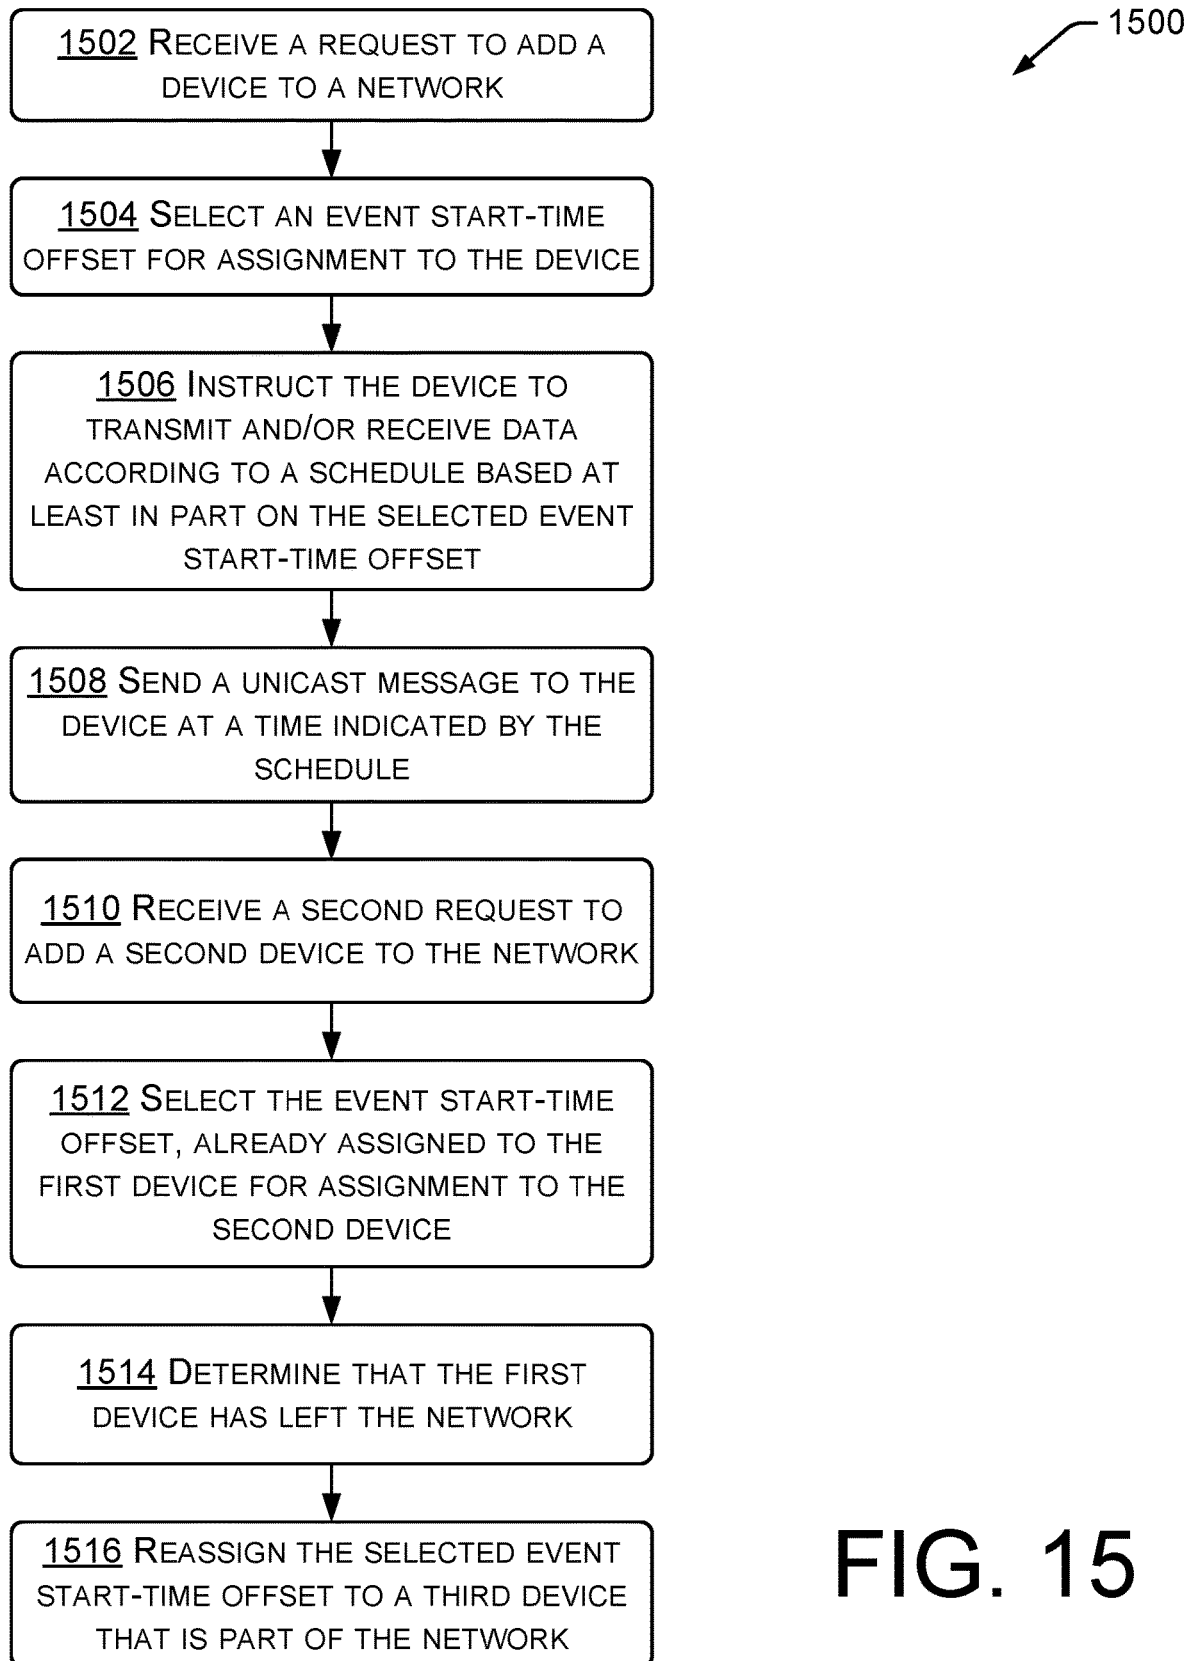 1500
1502 RECEIVE A REQUEST TO ADD A
DEVICE TO A NETWORK
1504 SELECT AN EVENT START-TIME
OFFSET FOR ASSIGNMENT TO THE DEVICE
1506 INSTRUCT THE DEVICE TO
TRANSMIT AND/OR RECEIVE DATA
ACCORDING TO A SCHEDULE BASED AT
LEAST IN PART ON THE SELECTED EVENT
START-TIME OFFSET
1508 SEND A UNICAST MESSAGE TO THE
DEVICE AT A TIME INDICATED BY THE
SCHEDULE
1510 RECEIVE A SECOND REQUEST TO
ADD A SECOND DEVICE TO THE NETWORK
1512 SELECT THE EVENT START-TIME
OFFSET, ALREADY ASSIGNED TO THE
FIRST DEVICE FOR ASSIGNMENT TO THE
SECOND DEVICE
1514 DETERMINE THAT THE FIRST
DEVICE HAS LEFT THE NETWORK
1516 REASSIGN THE SELECTED EVENT
START-TIME OFFSET TO A THIRD DEVICE
THAT IS PART OF THE NETWORK
FIG. 15